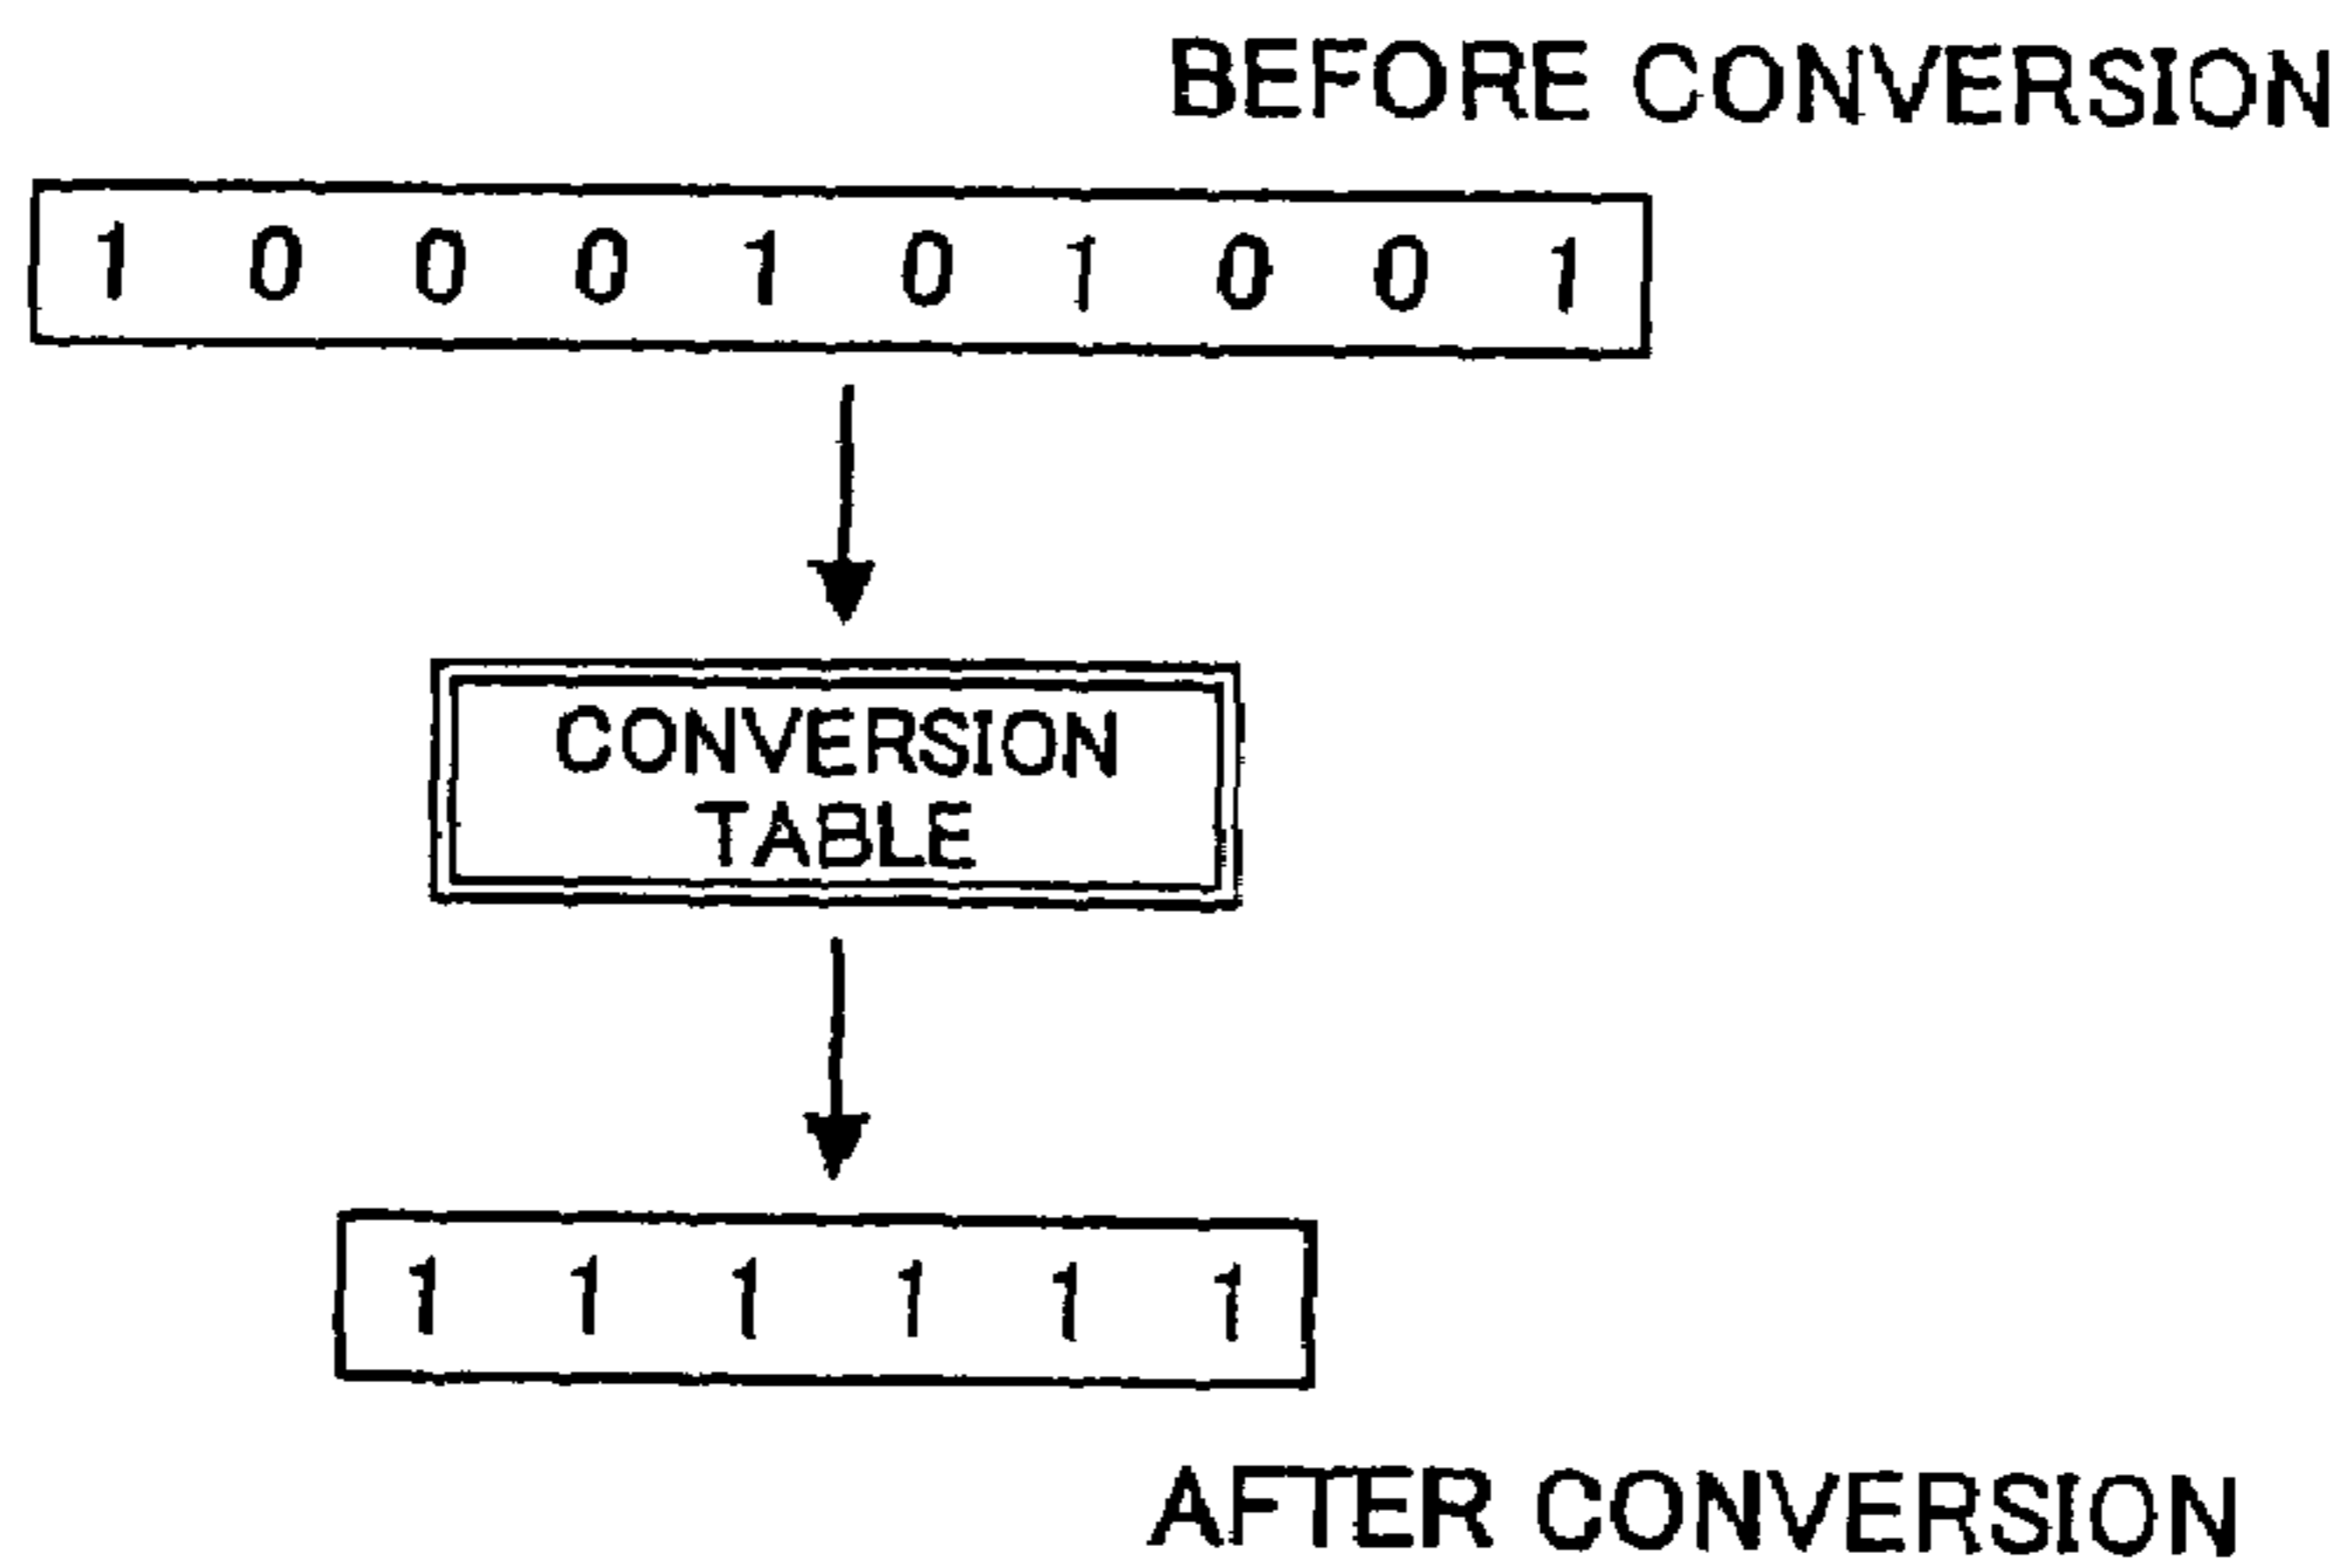 BEFORE CONVERSION
1 0 0 0 1 0 1 0 0 1
CONVERSION
TABLE
1 1 1 1 1 1
AFTER CONVERSION